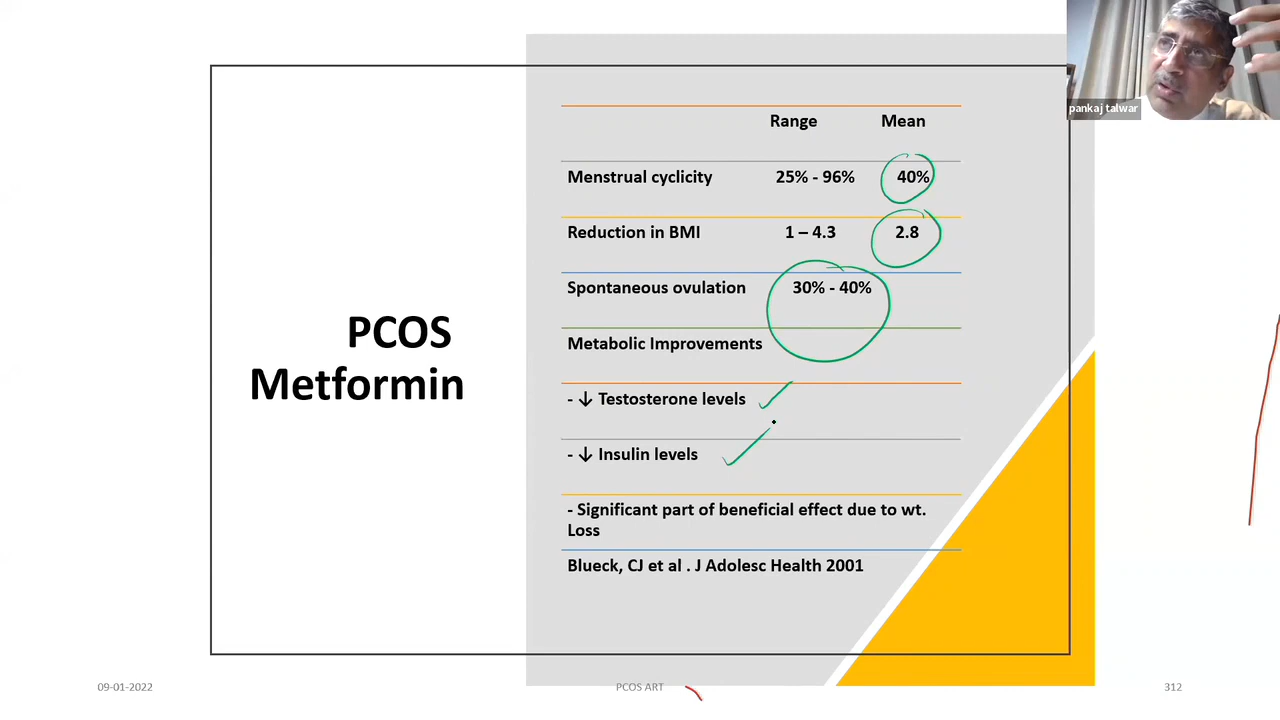 pankaj talwar
PCOS
Metformin
Range Mean
Menstrual cyclicity 25% - 96% 40%
Reduction in BMI 1 – 4.3 2.8
Spontaneous ovulation 30% - 40%
Metabolic Improvements
- ↓ Testosterone levels
- ↓ Insulin levels
- Significant part of beneficial effect due to wt.
Loss
Blueck, CJ et al . J Adolesc Health 2001
09-01-2022 PCOS ART 312